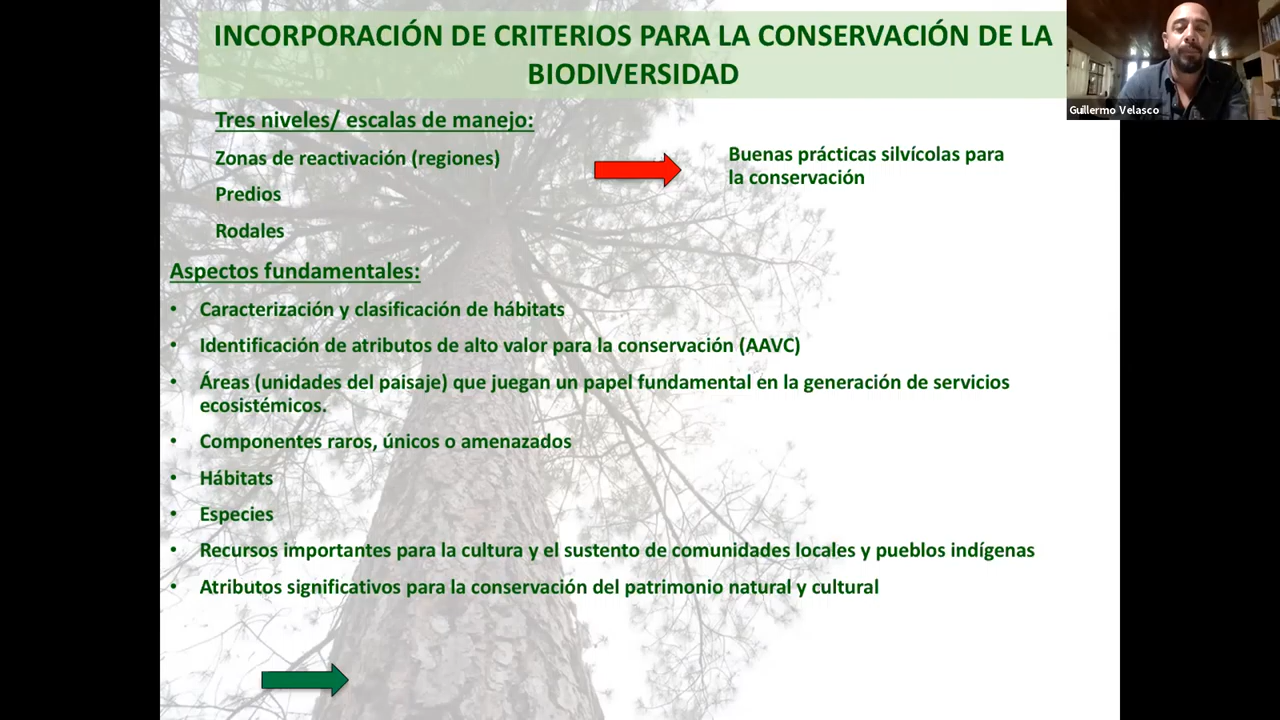 INCORPORACIÓN DE CRITERIOS PARA LA CONSERVACIÓN DE LA
BIODIVERSIDAD
Guillermo Velasco
Tres niveles/ escalas de manejo:
Zonas de reactivación (regiones)
Predios
Rodales
Buenas prácticas silvícolas para
la conservación
Aspectos fundamentales:
• Caracterización y clasificación de hábitats
• Identificación de atributos de alto valor para la conservación (AAVC)
• Áreas (unidades del paisaje) que juegan un papel fundamental en la generación de servicios
ecosistémicos.
• Componentes raros, únicos o amenazados
• Hábitats
• Especies
• Recursos importantes para la cultura y el sustento de comunidades locales y pueblos indígenas
• Atributos significativos para la conservación del patrimonio natural y cultural